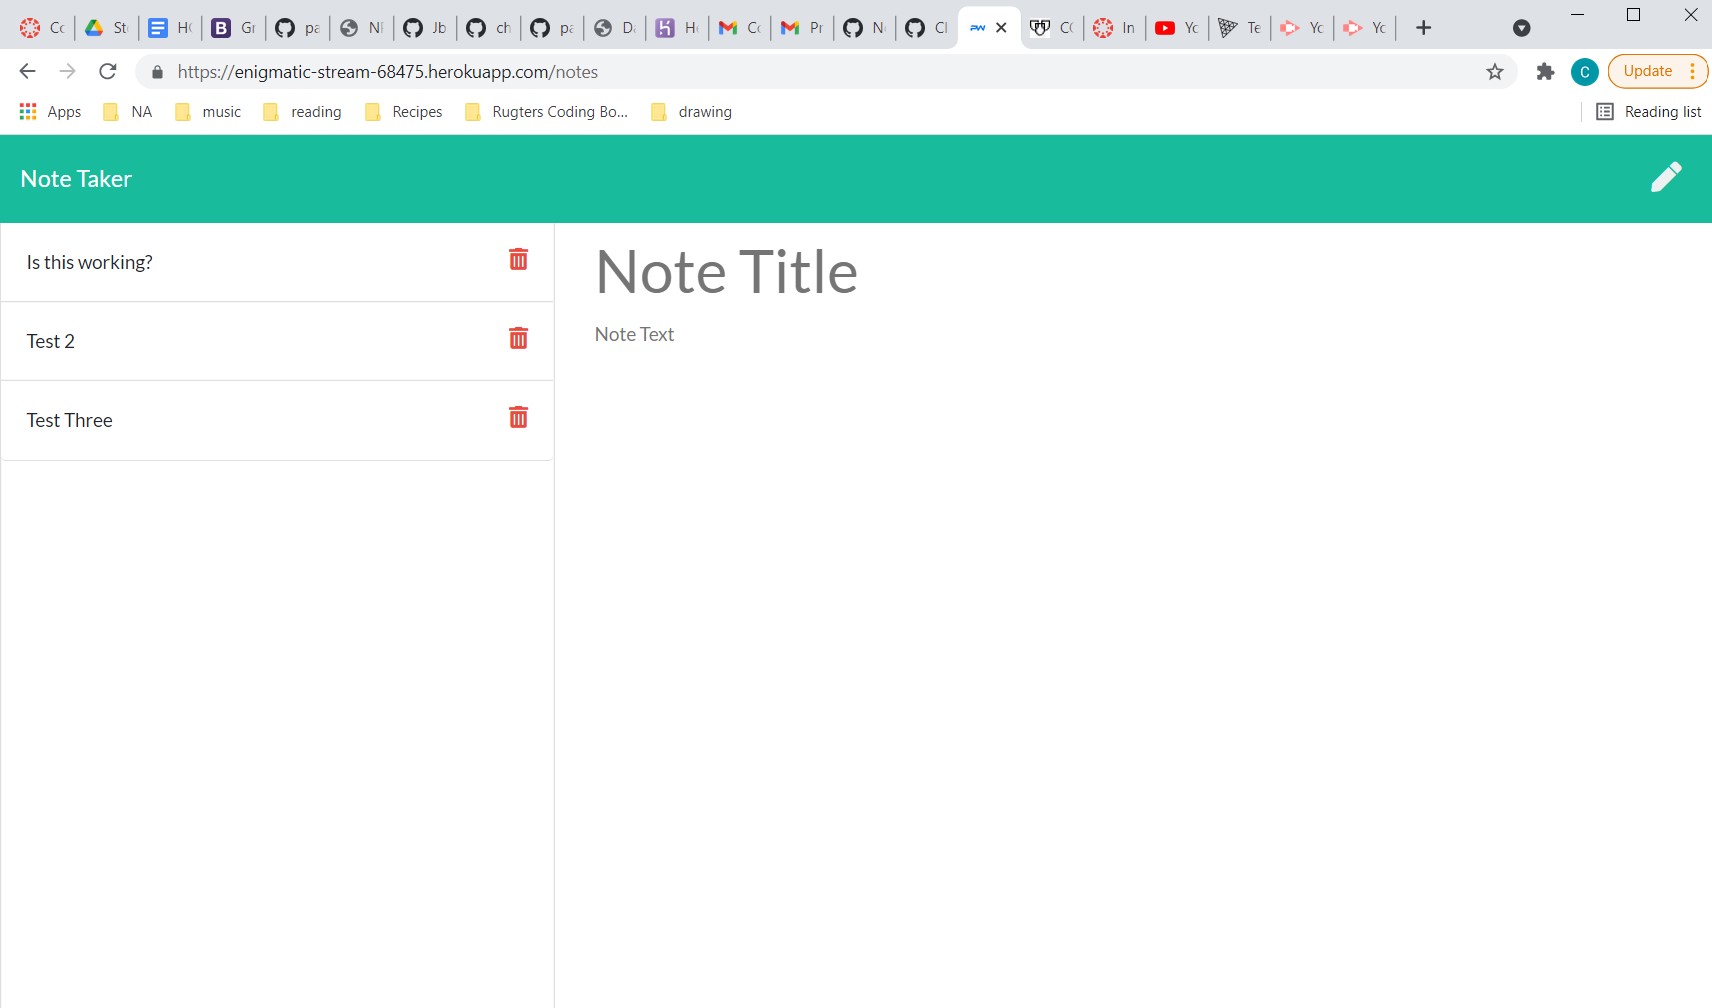 Cc St H( B Gr pa NI Jb ch pa Da H Cc Pr N Cl C( In Yc Te Yc Yc
https://enigmatic-stream-68475.herokuapp.com/notes C Update
Apps NA music reading Recipes Rugters Coding Bo... drawing Reading list
Note Taker
Is this working?
Test 2
Test Three
Note Title
Note Text